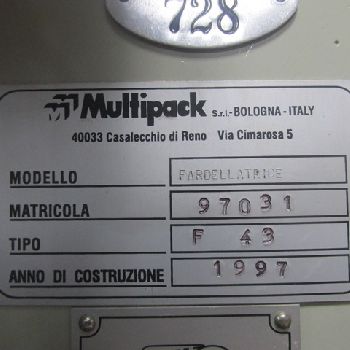 728
Multipack s.r.l.-BOLOGNA-ITALY
40033 Casalecchio di Reno Via Cimarosa 5
MODELLO FARDELLATRICE
MATRICOLA 97031
TIPO F 43
ANNO DI COSTRUZIONE 1997